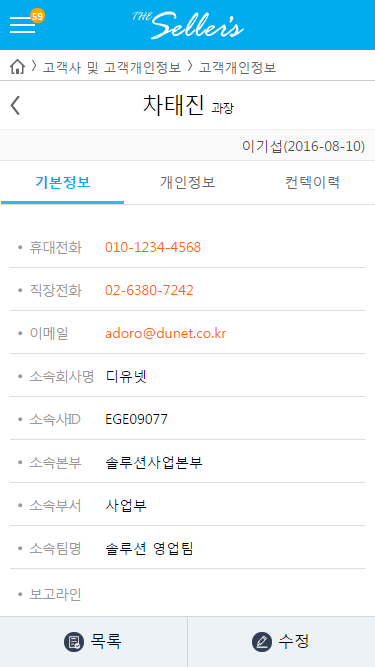 59
THE Seller's
고객사 및 고객개인정보 > 고객개인정보
차태진 과장
이기섭(2016-08-10)
기본정보 개인정보 컨텍이력
• 휴대전화 010-1234-4568
• 직장전화 02-6380-7242
• 이메일 adoro@dunet.co.kr
• 소속회사명 디유넷
• 소속사ID EGE09077
• 소속본부 솔루션사업본부
• 소속부서 사업부
• 소속팀명 솔루션 영업팀
• 보고라인
목록 수정